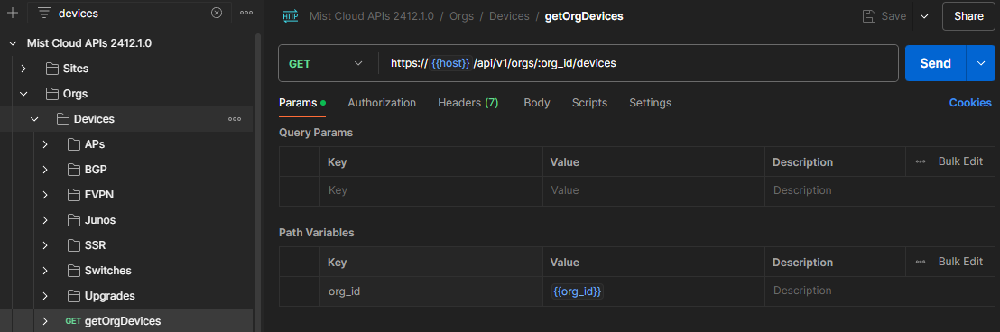 devices
Mist Cloud APIs 2412.1.0
Sites
Orgs
Devices
APs
BGP
EVPN
Junos
SSR
Switches
Upgrades
GET getOrgDevices
HTTP Mist Cloud APIs 2412.1.0 / Orgs / Devices / getOrgDevices Save Share
GET https:// {{host}} /api/v1/orgs/:org_id/devices Send
Params Authorization Headers (7) Body Scripts Settings Cookies
Query Params
Key Value Description Bulk Edit
Key Value Description
Path Variables
Key Value Description Bulk Edit
org_id {{org_id}} Description